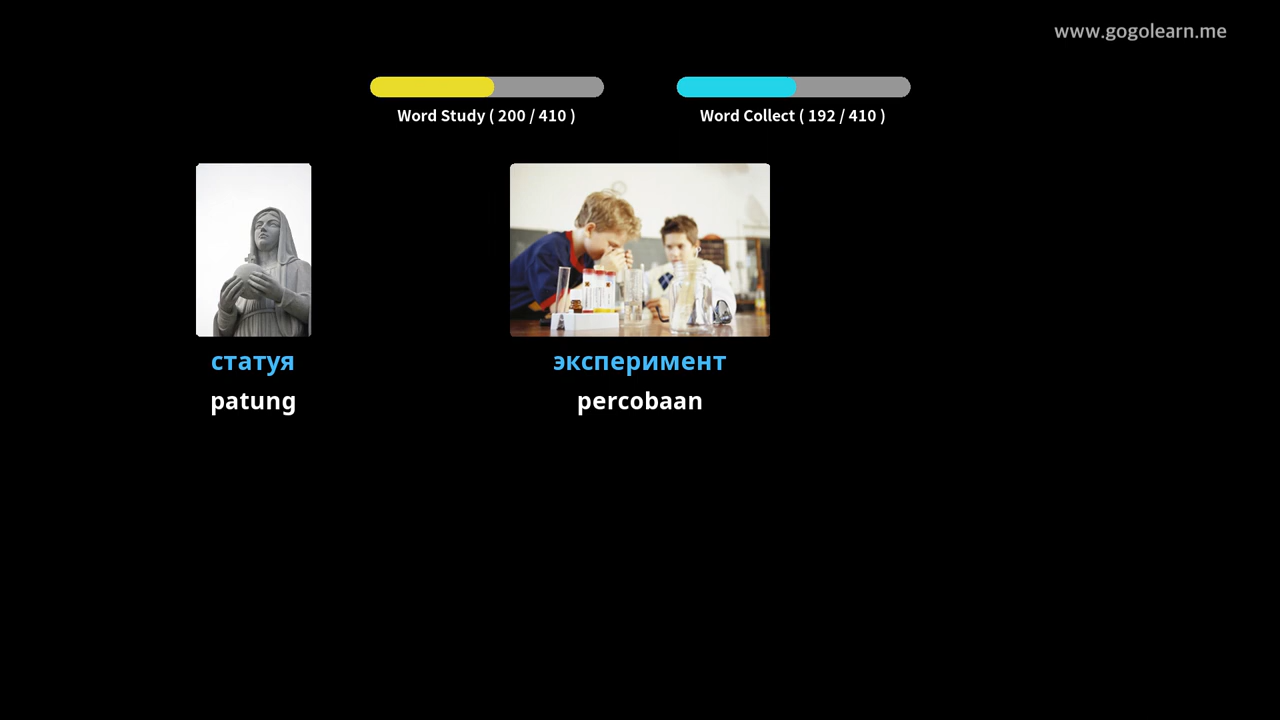 www.gogolearn.me
Word Study ( 200 / 410 )
Word Collect ( 192 / 410 )
статуя
patung
эксперимент
percobaan